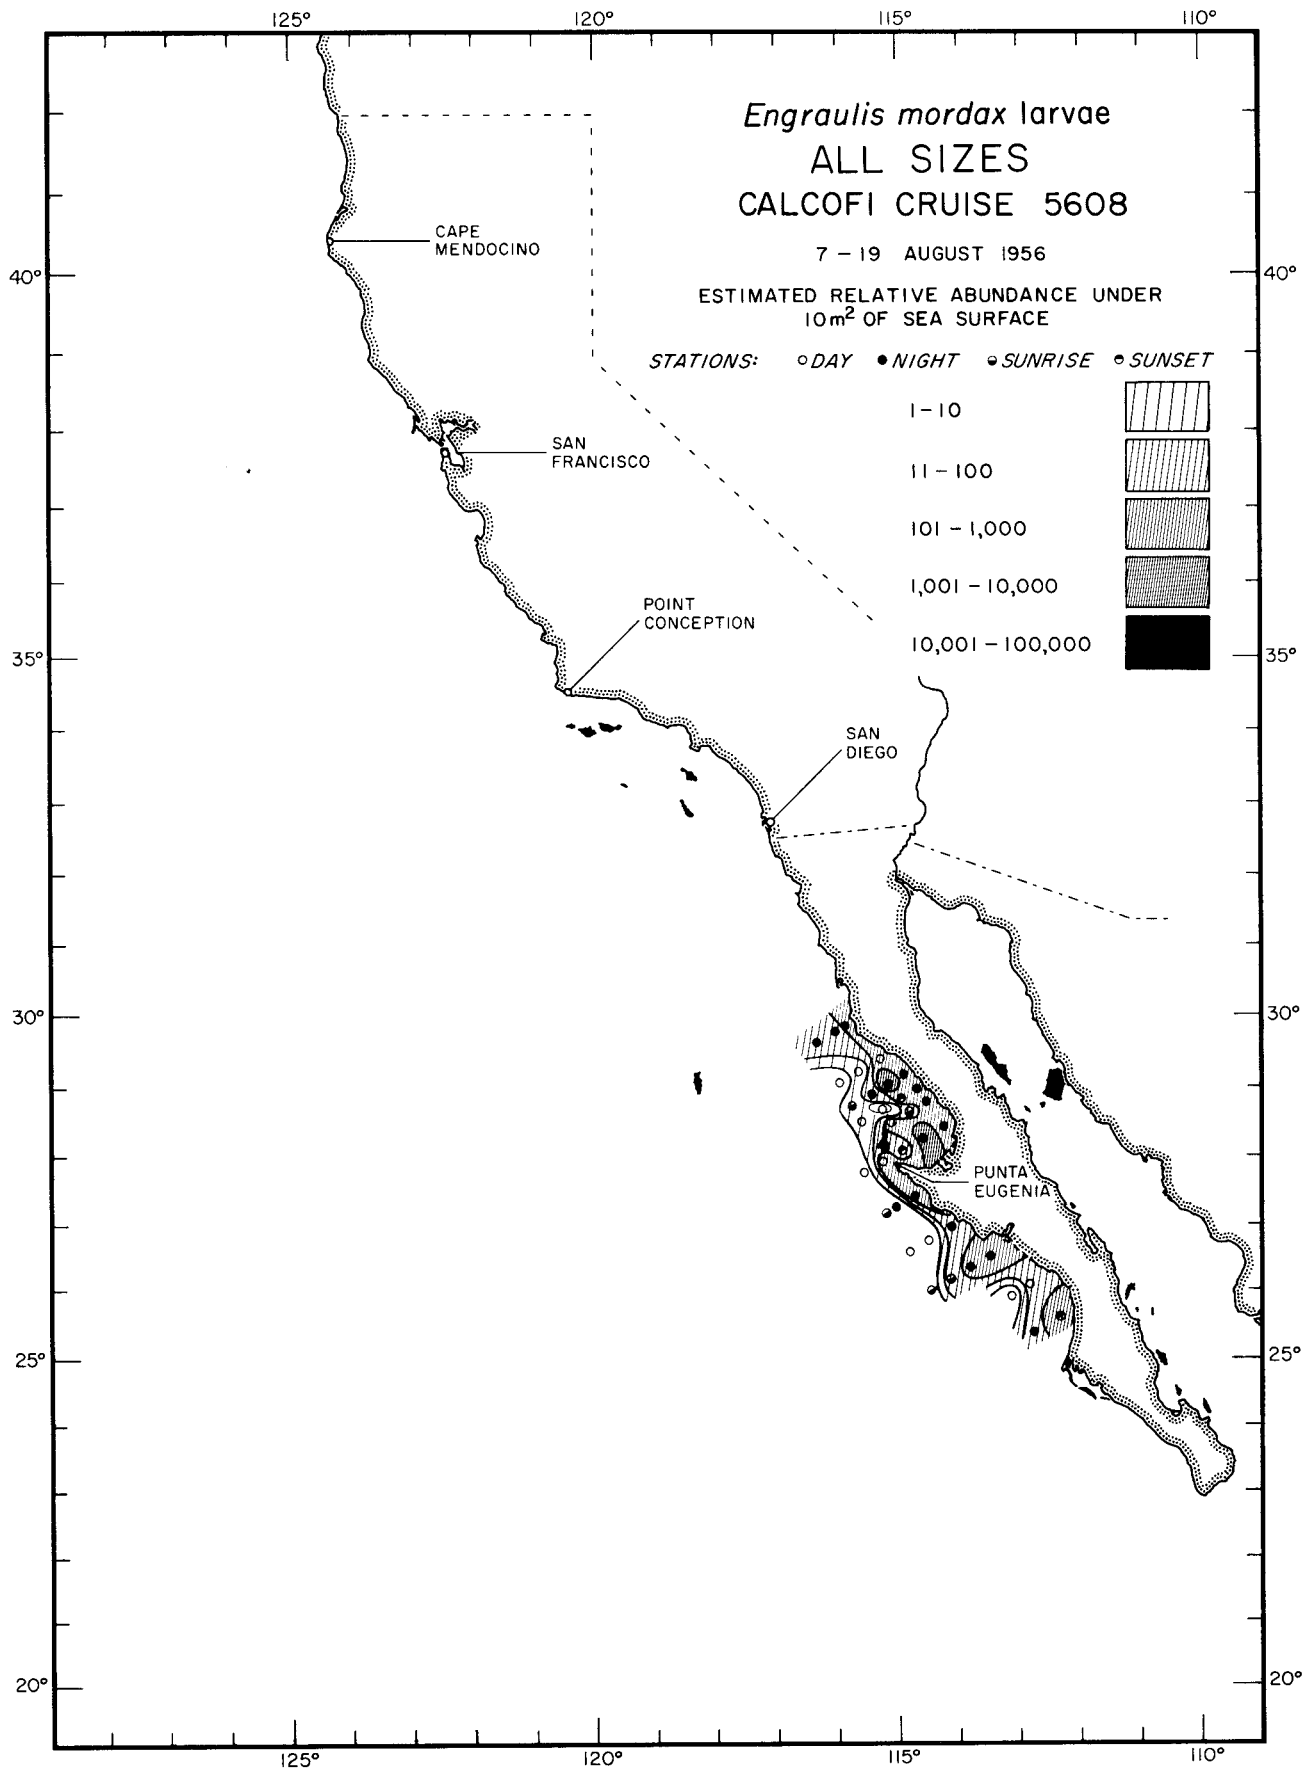 125° 120° 115° 110°
Engraulis mordax larvae
ALL SIZES
CALCOFI CRUISE 5608
7 – 19 AUGUST 1956
ESTIMATED RELATIVE ABUNDANCE UNDER
10m² OF SEA SURFACE
STATIONS: ○DAY ●NIGHT ◒SUNRISE ◓SUNSET
1 – 10
11 – 100
101 – 1,000
1,001 – 10,000
10,001 – 100,000
CAPE
MENDOCINO
40° 40°
SAN
FRANCISCO
POINT
CONCEPTION
35° 35°
SAN
DIEGO
30° 30°
PUNTA
EUGENIA
25° 25°
20° 20°
125° 120° 115° 110°